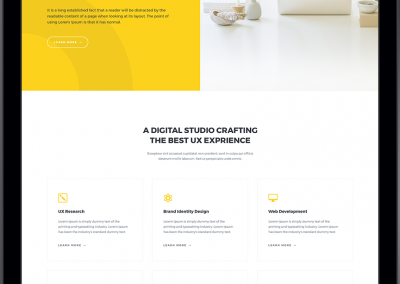 It is a long established fact that a reader will be distracted by the
readable content of a page when looking at its layout. The point of
using Lorem Ipsum is that it has normal.
LEARN MORE
A DIGITAL STUDIO CRAFTING
THE BEST UX EXPRIENCE
UX Research
Brand Identity Design
Web Development
Lorem Ipsum is simply dummy text of the
printing and typesetting industry. Lorem Ipsum
has been the industry's standard dummy text.
Lorem Ipsum is simply dummy text of the
printing and typesetting industry. Lorem Ipsum
has been the industry's standard dummy text.
Lorem Ipsum is simply dummy text of the
printing and typesetting industry. Lorem Ipsum
has been the industry's standard dummy text.
LEARN MORE →
LEARN MORE →
LEARN MORE →